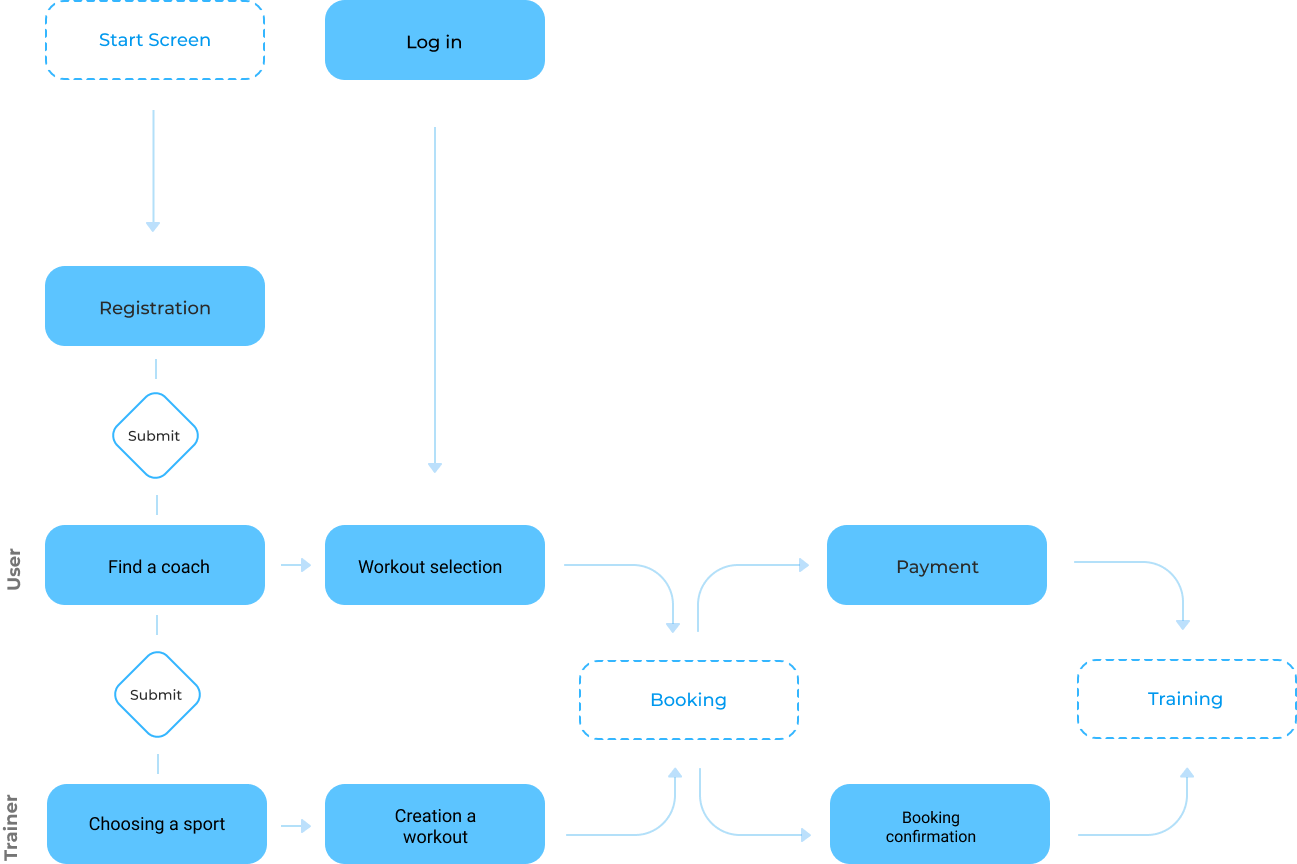 Start Screen
Log in
Registration
Submit
User
Find a coach
Workout selection
Payment
Submit
Booking
Training
Trainer
Choosing a sport
Creation a
workout
Booking
confirmation